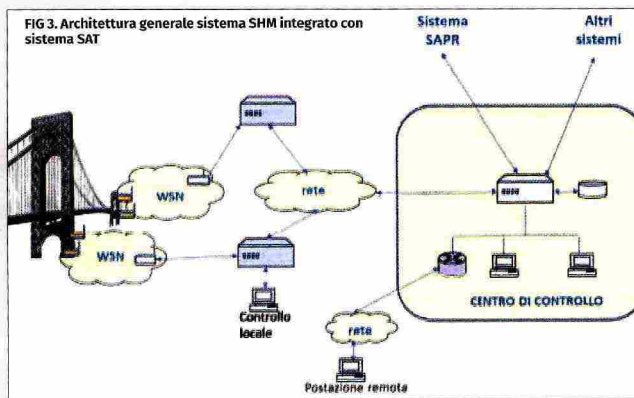 FIG 3. Architettura generale sistema SHM integrato con
sistema SAT
Sistema
SAPR
Altri
sistemi
WSN
rete
WSN
Controllo
locale
rete
CENTRO DI CONTROLLO
Postazione remota